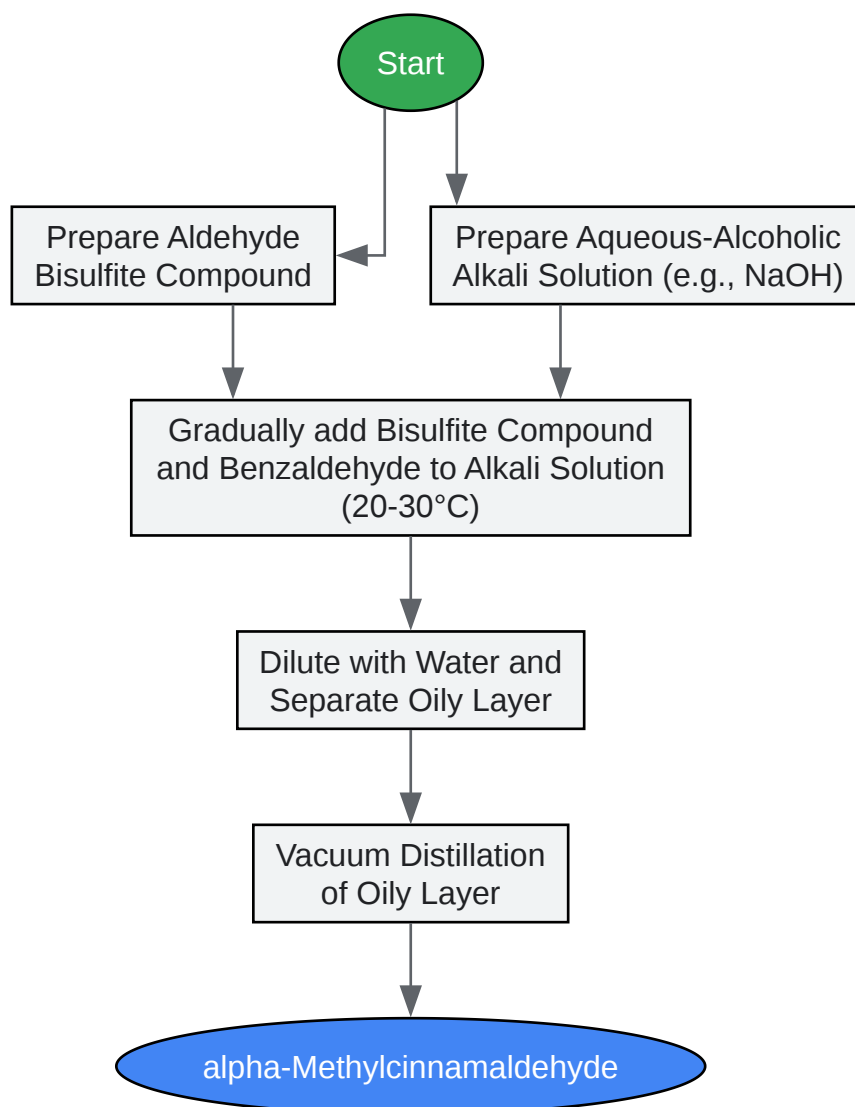 Start
Prepare Aldehyde
Bisulfite Compound
Prepare Aqueous-Alcoholic
Alkali Solution (e.g., NaOH)
Gradually add Bisulfite Compound
and Benzaldehyde to Alkali Solution
(20-30°C)
Dilute with Water and
Separate Oily Layer
Vacuum Distillation
of Oily Layer
alpha-Methylcinnamaldehyde